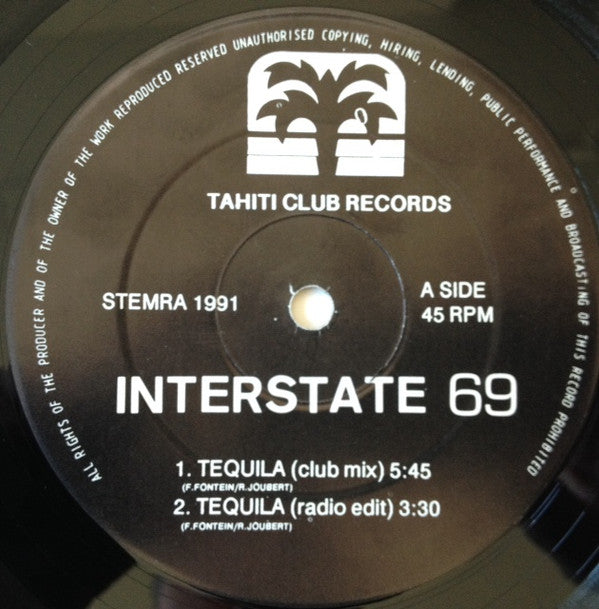 ALL RIGHTS OF THE PRODUCER AND OF THE OWNER OF THE WORK REPRODUCED RESERVED UNAUTHORISED COPYING, HIRING, LENDING, PUBLIC PERFORMANCE AND BROADCASTING OF THIS RECORD PROHIBITED
TAHITI CLUB RECORDS
STEMRA 1991
A SIDE
45 RPM
INTERSTATE 69
1. TEQUILA (club mix) 5:45
(F.FONTEIN/R.JOUBERT)
2. TEQUILA (radio edit) 3:30
(F.FONTEIN/R.JOUBERT)